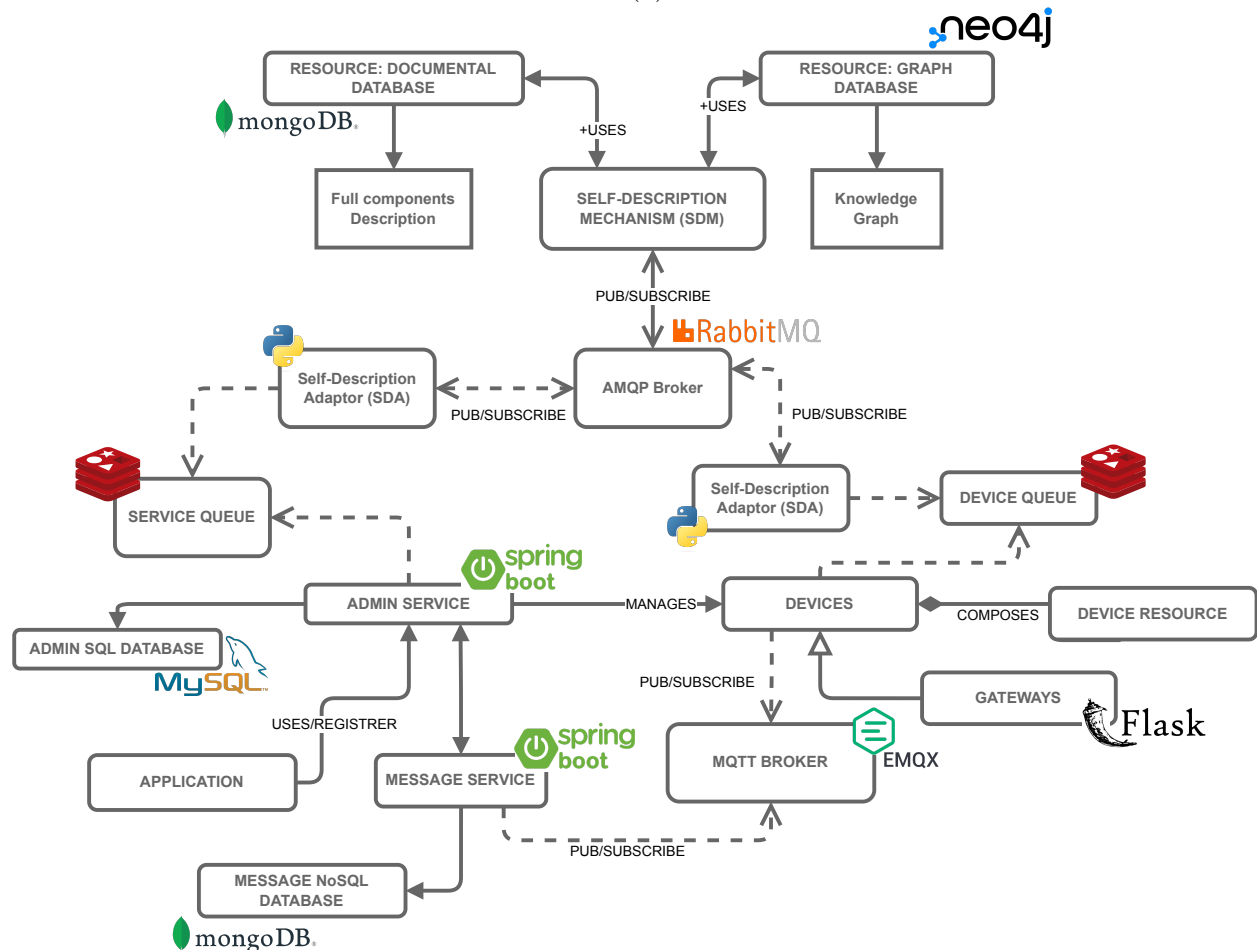 neo4j
RESOURCE: DOCUMENTAL
DATABASE
RESOURCE: GRAPH
DATABASE
mongoDB
+USES
+USES
Full components
Description
SELF-DESCRIPTION
MECHANISM (SDM)
Knowledge
Graph
PUB/SUBSCRIBE
RabbitMQ
Self-Description
Adaptor (SDA)
AMQP Broker
PUB/SUBSCRIBE
PUB/SUBSCRIBE
SERVICE QUEUE
Self-Description
Adaptor (SDA)
DEVICE QUEUE
spring
boot
ADMIN SERVICE
MANAGES
DEVICES
COMPOSES
DEVICE RESOURCE
ADMIN SQL DATABASE
MySQL
PUB/SUBSCRIBE
GATEWAYS
Flask
USES/REGISTRER
spring
boot
MQTT BROKER
EMQX
APPLICATION
MESSAGE SERVICE
PUB/SUBSCRIBE
MESSAGE NoSQL
DATABASE
mongoDB